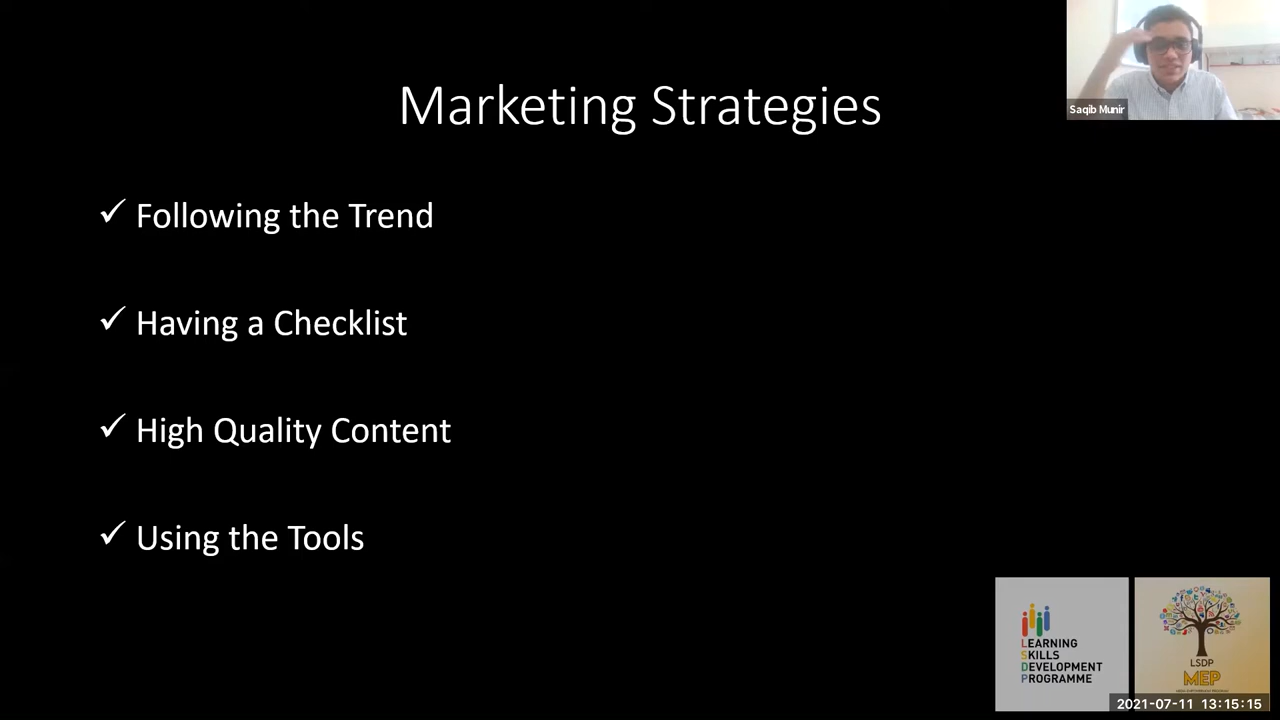 Marketing Strategies
Saqib Munir
✓ Following the Trend
✓ Having a Checklist
✓ High Quality Content
✓ Using the Tools
LEARNING
SKILLS
DEVELOPMENT
PROGRAMME
LSDP
MEP
2021-07-11 13:15:15